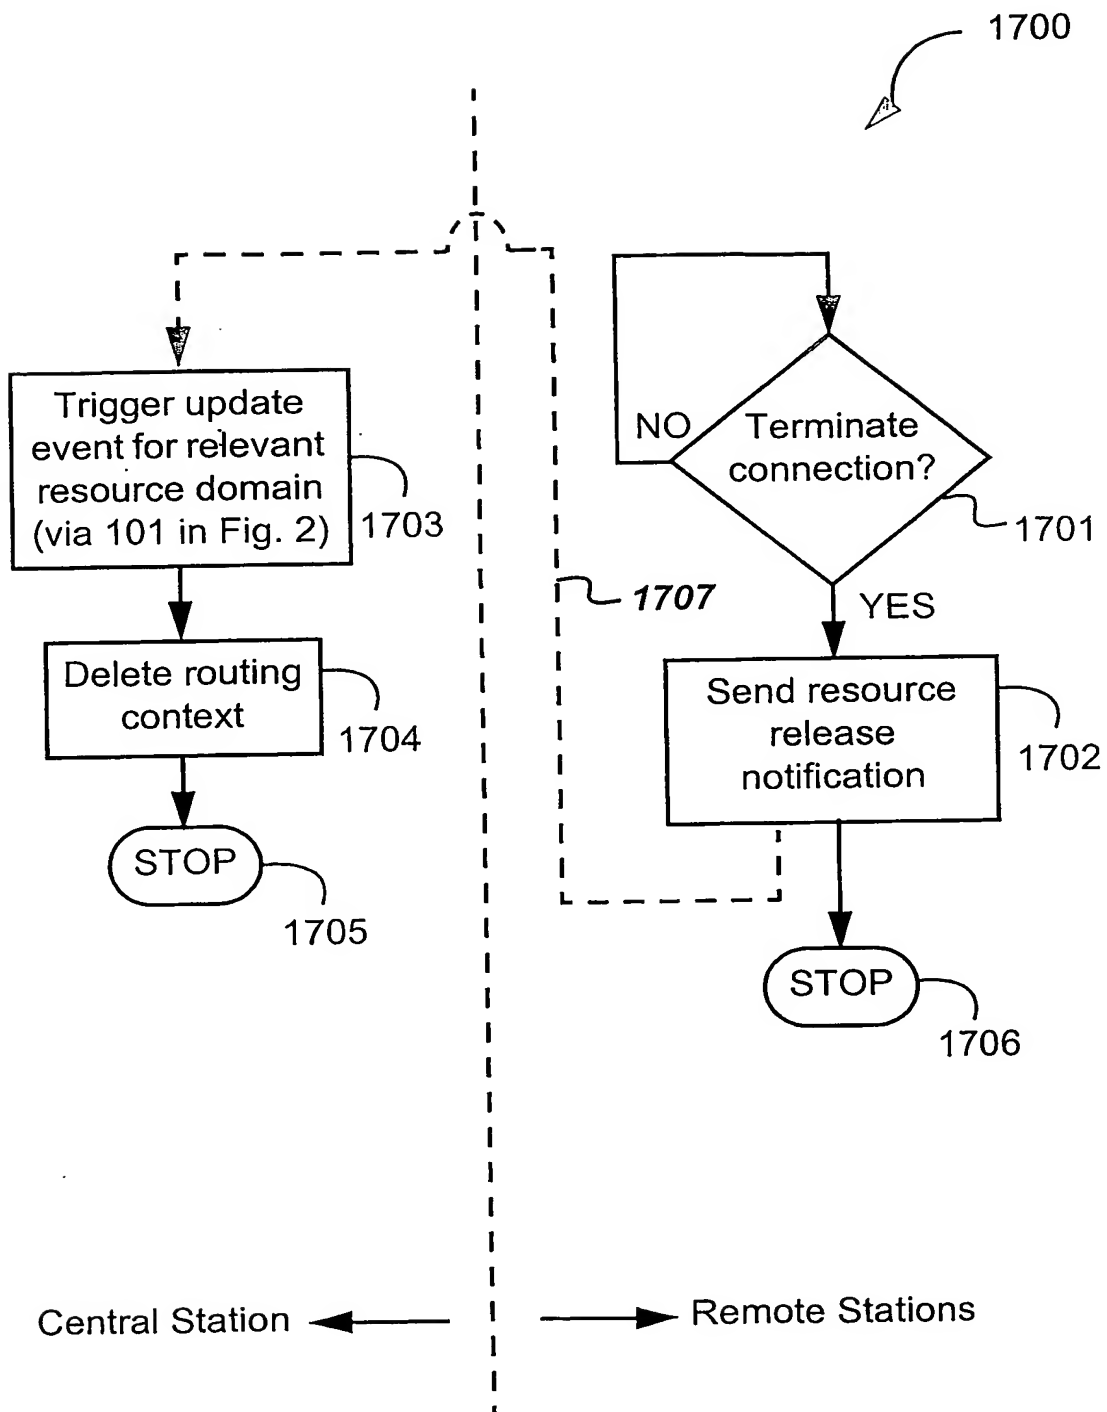 1700
Trigger update
event for relevant
resource domain
(via 101 in Fig. 2)
1703
NO
Terminate
connection?
1701
1707
YES
Delete routing
context
1704
Send resource
release
notification
1702
STOP
1705
STOP
1706
Central Station
Remote Stations